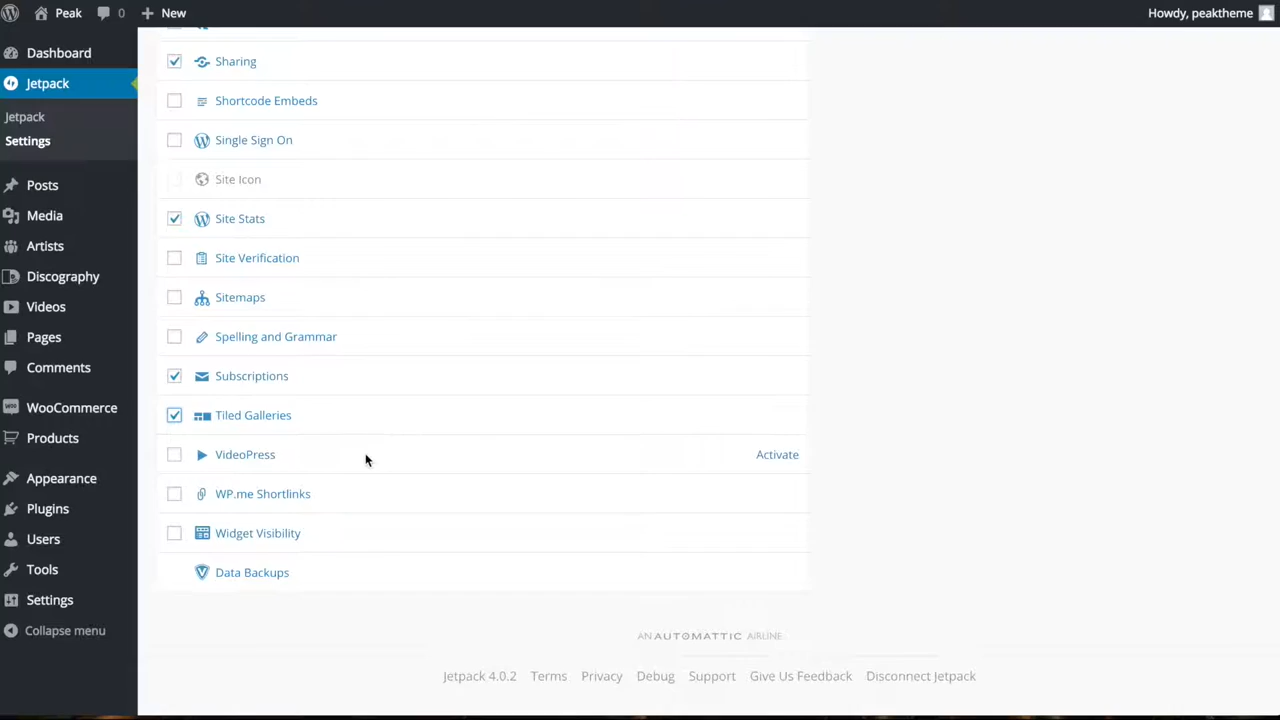 Peak
0
New
Howdy, peaktheme
Dashboard
Jetpack
Jetpack
Settings
Posts
Media
Artists
Discography
Videos
Pages
Comments
WooCommerce
Products
Appearance
Plugins
Users
Tools
Settings
Collapse menu
Sharing
Shortcode Embeds
Single Sign On
Site Icon
Site Stats
Site Verification
Sitemaps
Spelling and Grammar
Subscriptions
Tiled Galleries
VideoPress Activate
WP.me Shortlinks
Widget Visibility
Data Backups
AN AUTOMATTIC AIRLINE
Jetpack 4.0.2 Terms Privacy Debug Support Give Us Feedback Disconnect Jetpack